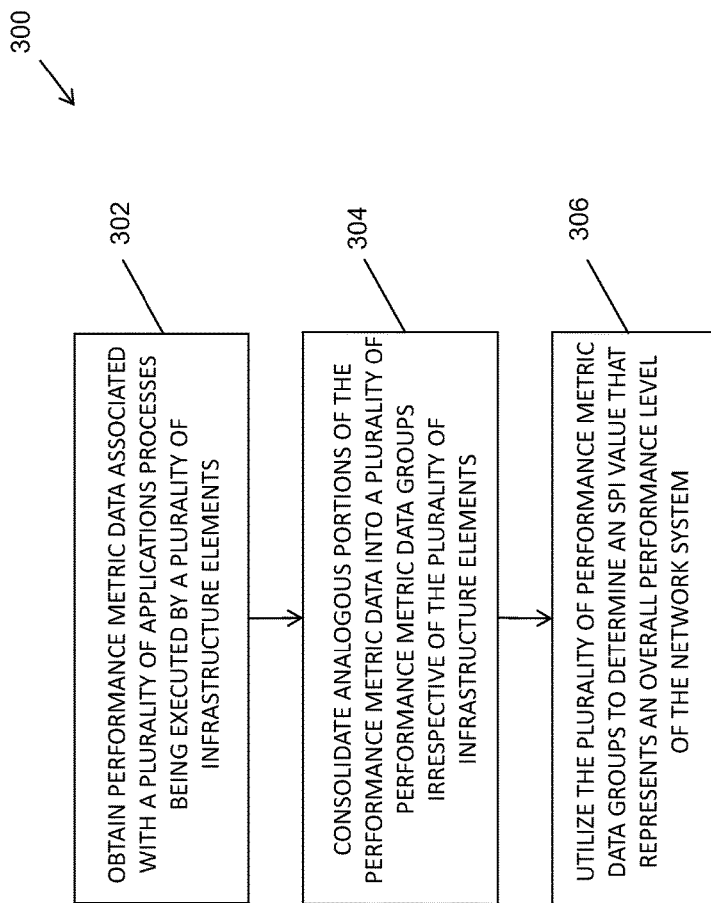 300
302
OBTAIN PERFORMANCE METRIC DATA ASSOCIATED
WITH A PLURALITY OF APPLICATIONS PROCESSES
BEING EXECUTED BY A PLURALITY OF
INFRASTRUCTURE ELEMENTS
304
CONSOLIDATE ANALOGOUS PORTIONS OF THE
PERFORMANCE METRIC DATA INTO A PLURALITY OF
PERFORMANCE METRIC DATA GROUPS
IRRESPECTIVE OF THE PLURALITY OF
INFRASTRUCTURE ELEMENTS
306
UTILIZE THE PLURALITY OF PERFORMANCE METRIC
DATA GROUPS TO DETERMINE AN SPI VALUE THAT
REPRESENTS AN OVERALL PERFORMANCE LEVEL
OF THE NETWORK SYSTEM